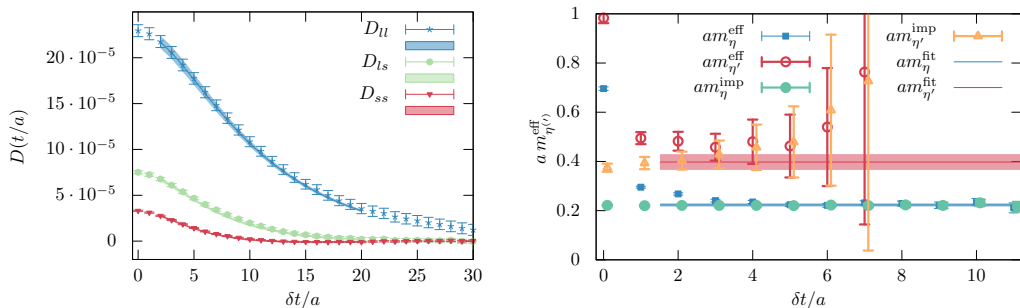 D(t/a)
20·10⁻⁵
15·10⁻⁵
10·10⁻⁵
5·10⁻⁵
0
0 5 10 15 20 25 30
δt/a
D_ll
D_ls
D_ss
a m^eff_η(′)
1
0.8
0.6
0.4
0.2
0
0 2 4 6 8 10
δt/a
am^eff_η
am^eff_η′
am^imp_η
am^imp_η′
am^fit_η
am^fit_η′